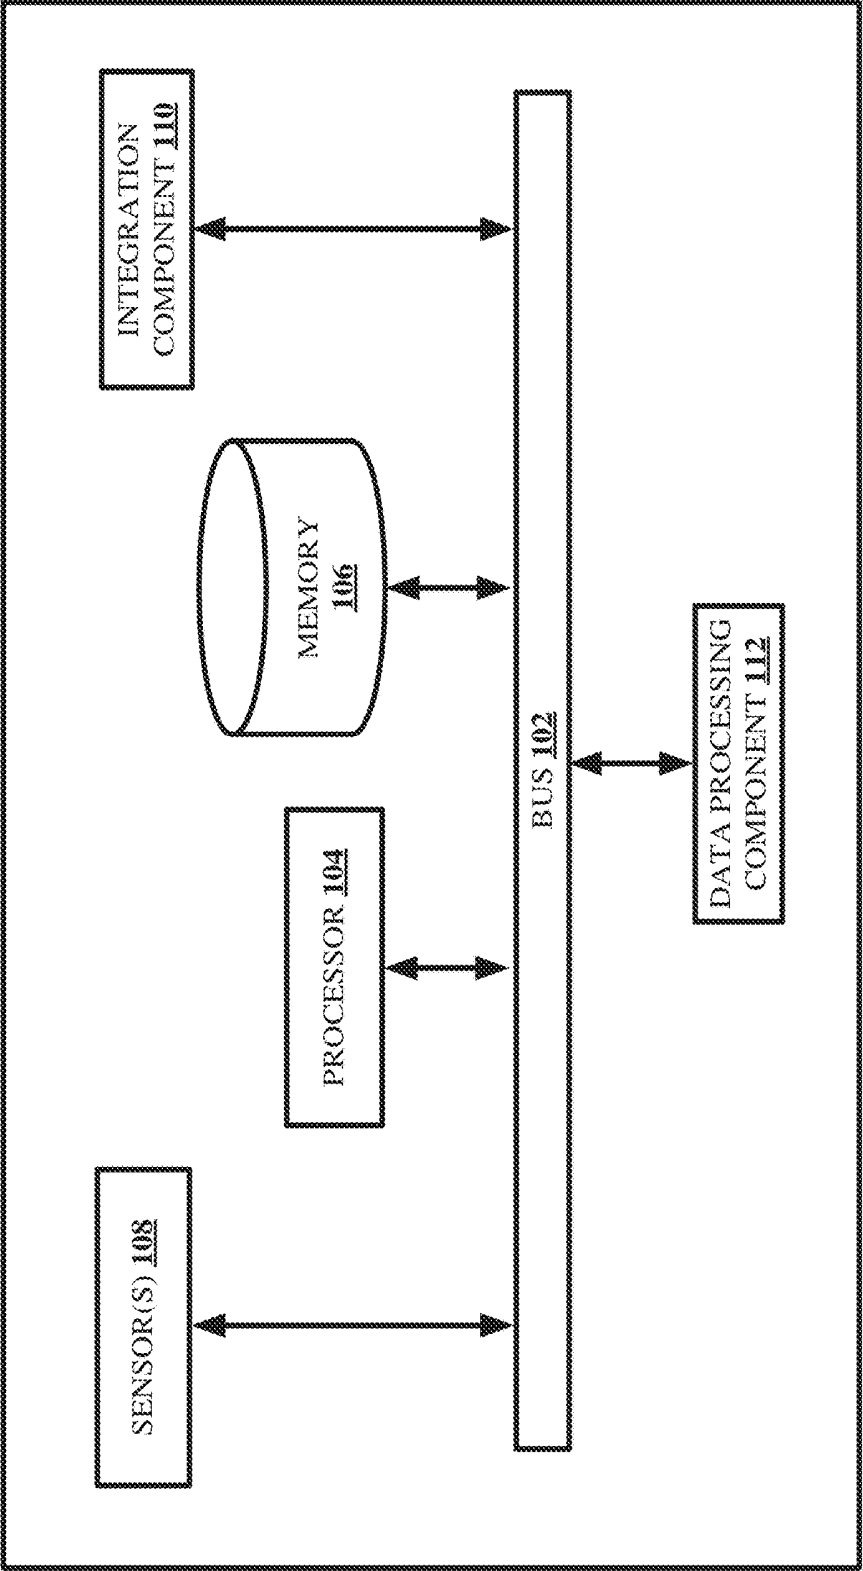 SENSOR(S) 108
PROCESSOR 104
MEMORY
106
INTEGRATION
COMPONENT 110
BUS 102
DATA PROCESSING
COMPONENT 112